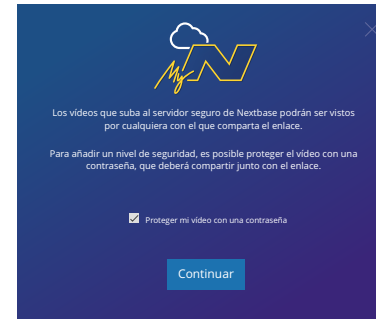 My N
Los vídeos que suba al servidor seguro de Nextbase podrán ser vistos
por cualquiera con el que comparta el enlace.
Para añadir un nivel de seguridad, es posible proteger el vídeo con una
contraseña, que deberá compartir junto con el enlace.
Proteger mi vídeo con una contraseña
Continuar